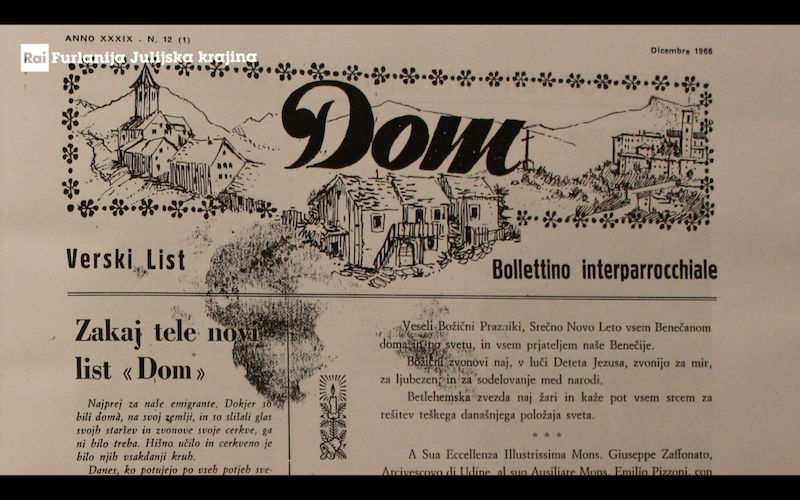 ANNO XXXIX - N. 12 (1)
Dicembre 1966
Rai Furlanija Julijska krajina
Dom
Verski List
Bollettino interparrocchiale
Zakaj tele novi
list « Dom »
Najprej za naše emigrante. Dokjer so
bili domà, na svoj zemlji, in so slišali glas
svojh staršev in zvonove svoje cerkve, ga
ni bilo treba. Hišno učilo in cerkveno je
bilo njih vsakdanji kruh.
Danes, ko potujejo po vseh potjeh sve-
Veseli Božični Prazniki, Srečno Novo Leto vsem Benečanom
doma in po svetu, in vsem prjateljem naše Benečije.
Božični zvonovi naj, v luči Deteta Jezusa, zvonijo za mir,
za ljubezen, in za sodelovanje med narodi.
Betlehemska zvezda naj žari in kaže pot vsem srcem za
rešitev teškega današnjega položaja sveta.
* * *
A Sua Eccellenza Illustrissima Mons. Giuseppe Zaffonato,
Arcivescovo di Udine, al suo Ausiliare Mons. Emilio Pizzoni, con